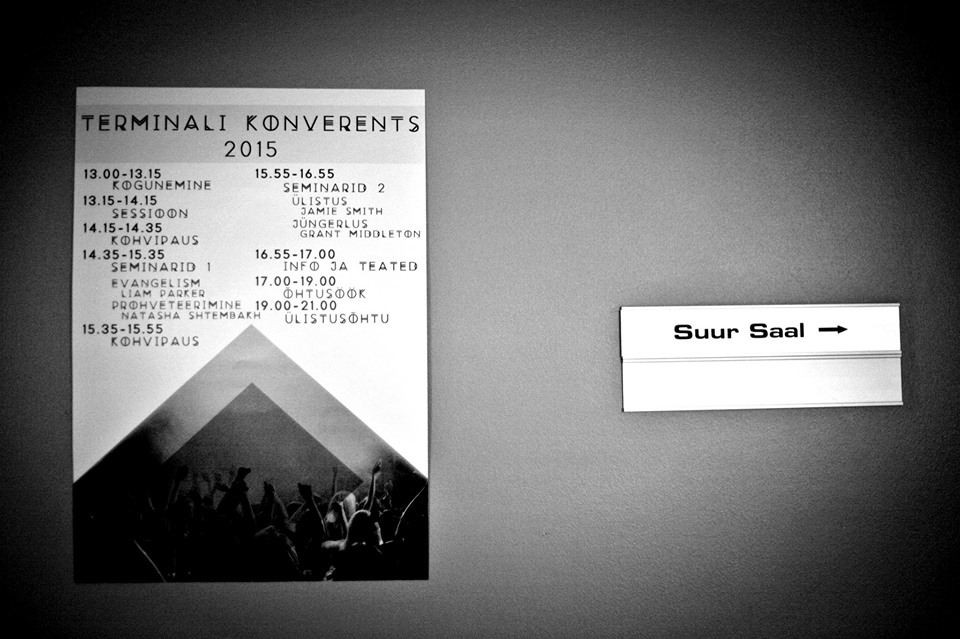 TERMINALI KONVERENTS
2015
13.00-13.15
KOGUNEMINE
13.15-14.15
SESSIOON
14.15-14.35
KOHVIPAUS
14.35-15.35
SEMINARID 1
EVANGELISM
LIAM PARKER
PROHVETEERIMINE
NATASHA SHTEMBAKH
15.35-15.55
KOHVIPAUS
15.55-16.55
SEMINARID 2
ÜLISTUS
JAMIE SMITH
JÜNGERLUS
GRANT MIDDLETON
16.55-17.00
INFO JA TEATED
17.00-19.00
ÕHTUSÖÖK
19.00-21.00
ÜLISTUSÕHTU
Suur Saal →